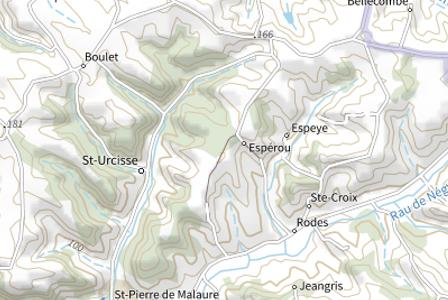 Bellecombe
166
Boulet
181
Espeye
Espérou
St-Urcisse
Ste-Croix
Rau de Nég
Rodes
100
Jeangris
St-Pierre de Malaure